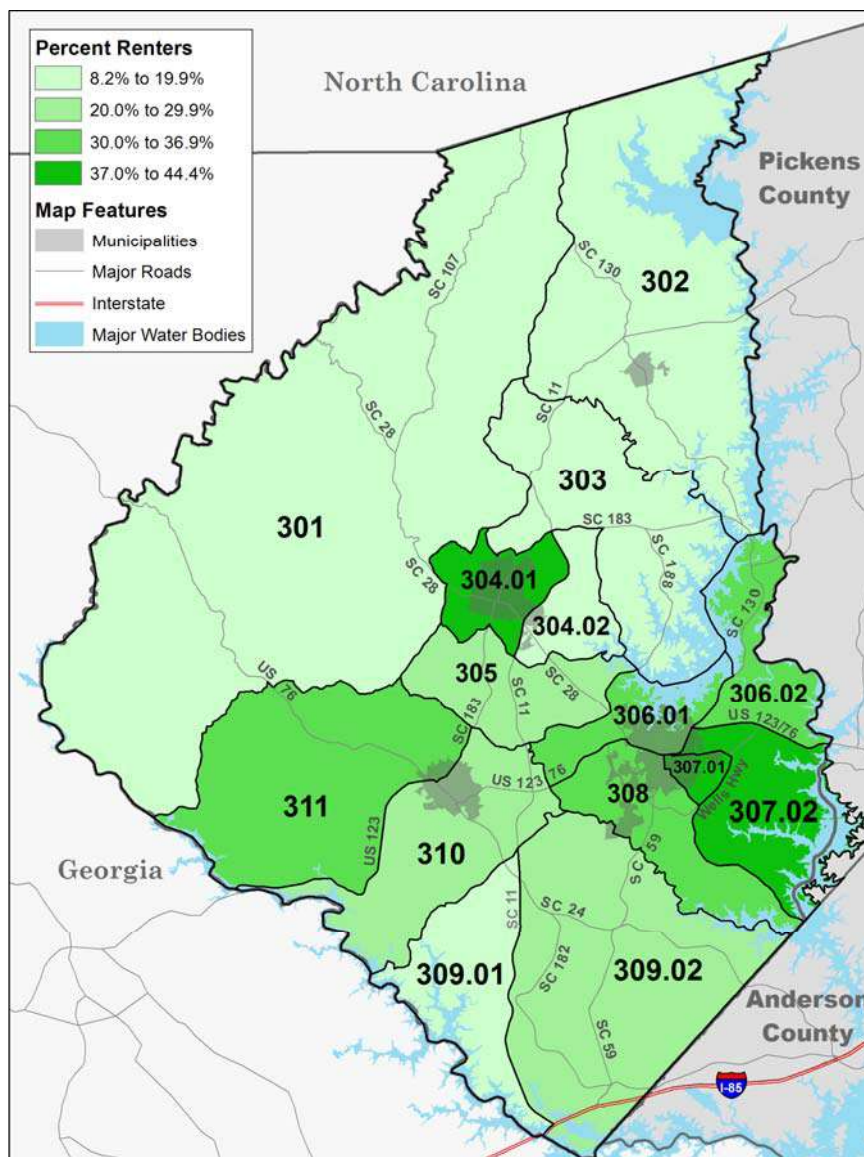 Percent Renters
8.2% to 19.9%
20.0% to 29.9%
30.0% to 36.9%
37.0% to 44.4%
Map Features
Municipalities
Major Roads
Interstate
Major Water Bodies
North Carolina
Pickens
County
SC 107
SC 130
302
SC 28
SC 11
303
301
SC 183
SC 188
SC 28
304.01
304.02
SC 130
305
SC 28
US 76
SC 183
SC 11
306.01
306.02
US 123/76
307.01
US 123/76
308
Wells Hwy
307.02
311
US 123
310
SC 59
Georgia
SC 11
SC 24
309.01
SC 182
309.02
SC 59
Anderson
County
I-85